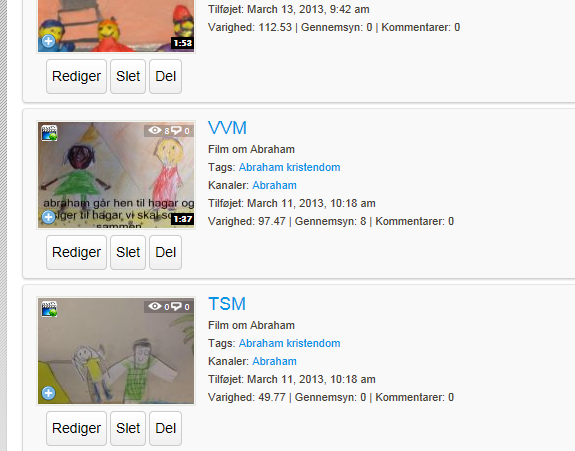 Tilføjet: March 13, 2013, 9:42 am
Varighed: 112.53 | Gennemsyn: 0 | Kommentarer: 0
1:53
Rediger Slet Del
VVM
8 0
Film om Abraham
Tags: Abraham kristendom
Kanaler: Abraham
abraham går hen til hagar og
siger til hagar, vi skal
sammen
1:37
Tilføjet: March 11, 2013, 10:18 am
Varighed: 97.47 | Gennemsyn: 8 | Kommentarer: 0
Rediger Slet Del
TSM
0 0
Film om Abraham
Tags: Abraham kristendom
Kanaler: Abraham
Tilføjet: March 11, 2013, 10:18 am
Varighed: 49.77 | Gennemsyn: 0 | Kommentarer: 0
Rediger Slet Del